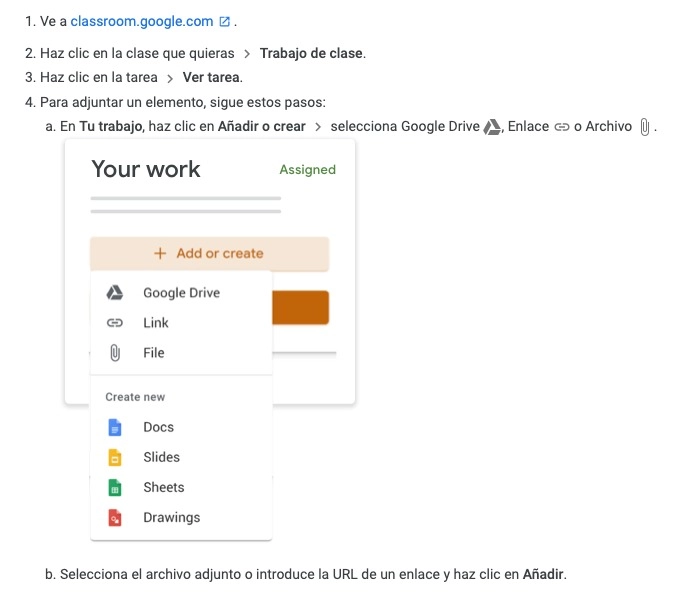 1. Ve a classroom.google.com .
2. Haz clic en la clase que quieras > Trabajo de clase.
3. Haz clic en la tarea > Ver tarea.
4. Para adjuntar un elemento, sigue estos pasos:
a. En Tu trabajo, haz clic en Añadir o crear > selecciona Google Drive , Enlace o Archivo .
Your work Assigned
+ Add or create
Google Drive
Link
File
Create new
Docs
Slides
Sheets
Drawings
b. Selecciona el archivo adjunto o introduce la URL de un enlace y haz clic en Añadir.